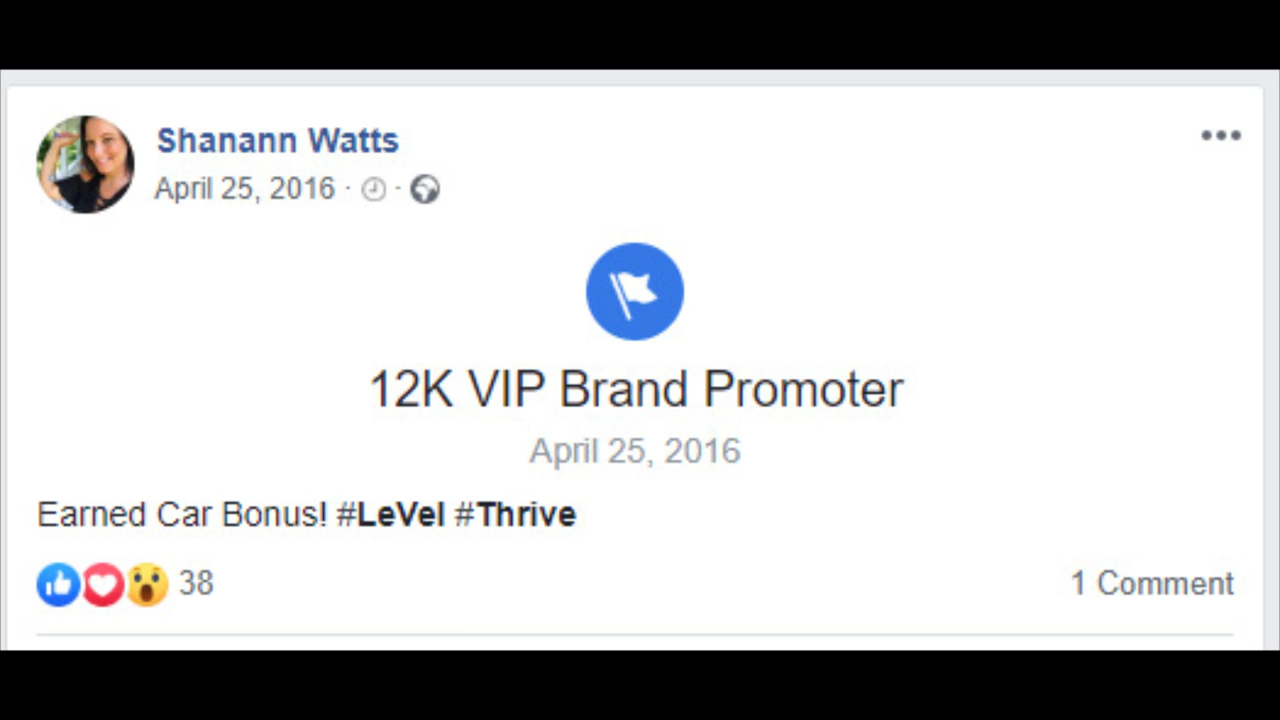 Shanann Watts
April 25, 2016 · ·
12K VIP Brand Promoter
April 25, 2016
Earned Car Bonus! #LeVel #Thrive
38
1 Comment